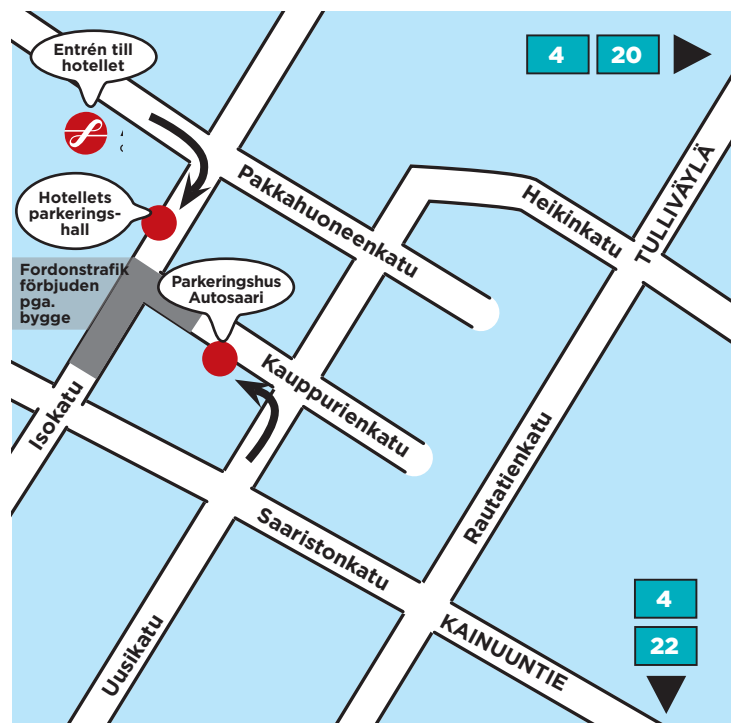 Entrén till
hotellet
4
20
Hotellets
parkerings-
hall
Pakkahuoneenkatu
Heikinkatu
TULLIVÄYLÄ
Fordonstrafik
förbjuden
pga.
bygge
Parkeringshus
Autosaari
Kauppurienkatu
Isokatu
Rautatienkatu
Saaristonkatu
Uusikatu
KAINUUNTIE
4
22